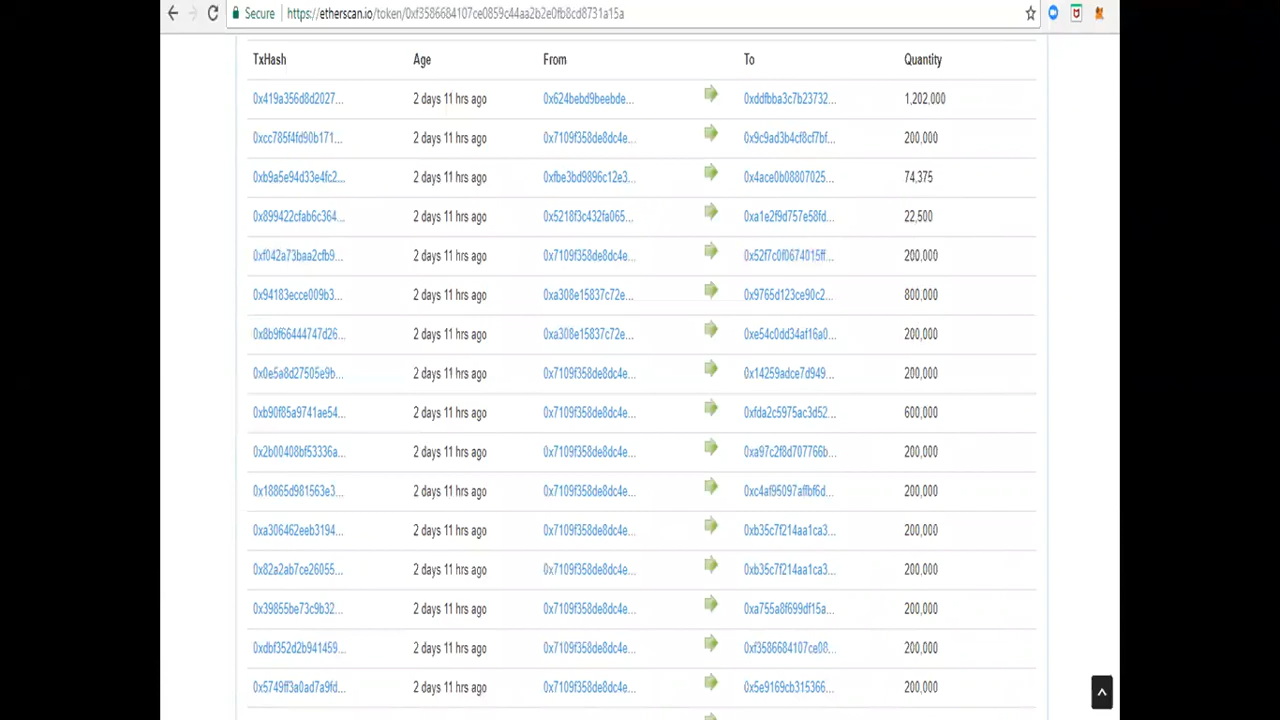 Secure https://etherscan.io/token/0xf3586684107ce0859c44aa2b2e0fb8cd8731a15a
TxHash Age From To Quantity
0x419a356d8d2027... 2 days 11 hrs ago 0x624bebd9beebde... 0xddfbba3c7b23732... 1,202,000
0xcc785f4fd90b171... 2 days 11 hrs ago 0x7109f358de8dc4e... 0x9c9ad3b4cf8cf7bf... 200,000
0xb9a5e94d33e4fc2... 2 days 11 hrs ago 0xfbe3bd9896c12e3... 0x4ace0b08807025... 74,375
0x899422cfab6c364... 2 days 11 hrs ago 0x5218f3c432fa065... 0xa1e2f9d757e58fd... 22,500
0xf042a73baa2cfb9... 2 days 11 hrs ago 0x7109f358de8dc4e... 0x52f7c0f0674015ff... 200,000
0x94183ecce009b3... 2 days 11 hrs ago 0xa308e15837c72e... 0x9765d123ce90c2... 800,000
0x8b9f66444747d26... 2 days 11 hrs ago 0xa308e15837c72e... 0xe54c0dd34af16a0... 200,000
0x0e5a8d27505e9b... 2 days 11 hrs ago 0x7109f358de8dc4e... 0x14259adce7d949... 200,000
0xb90f85a9741ae54... 2 days 11 hrs ago 0x7109f358de8dc4e... 0xfda2c5975ac3d52... 600,000
0x2b00408bf53336a... 2 days 11 hrs ago 0x7109f358de8dc4e... 0xa97c2f8d707766b... 200,000
0x18865d981563e3... 2 days 11 hrs ago 0x7109f358de8dc4e... 0xc4af95097affbf6d... 200,000
0xa306462eeb3194... 2 days 11 hrs ago 0x7109f358de8dc4e... 0xb35c7f214aa1ca3... 200,000
0x82a2ab7ce26055... 2 days 11 hrs ago 0x7109f358de8dc4e... 0xb35c7f214aa1ca3... 200,000
0x39855be73c9b32... 2 days 11 hrs ago 0x7109f358de8dc4e... 0xa755a8f699df15a... 200,000
0xdbf352d2b941459... 2 days 11 hrs ago 0x7109f358de8dc4e... 0xf3586684107ce08... 200,000
0x5749ff3a0ad7a9fd... 2 days 11 hrs ago 0x7109f358de8dc4e... 0x5e9169cb315366... 200,000